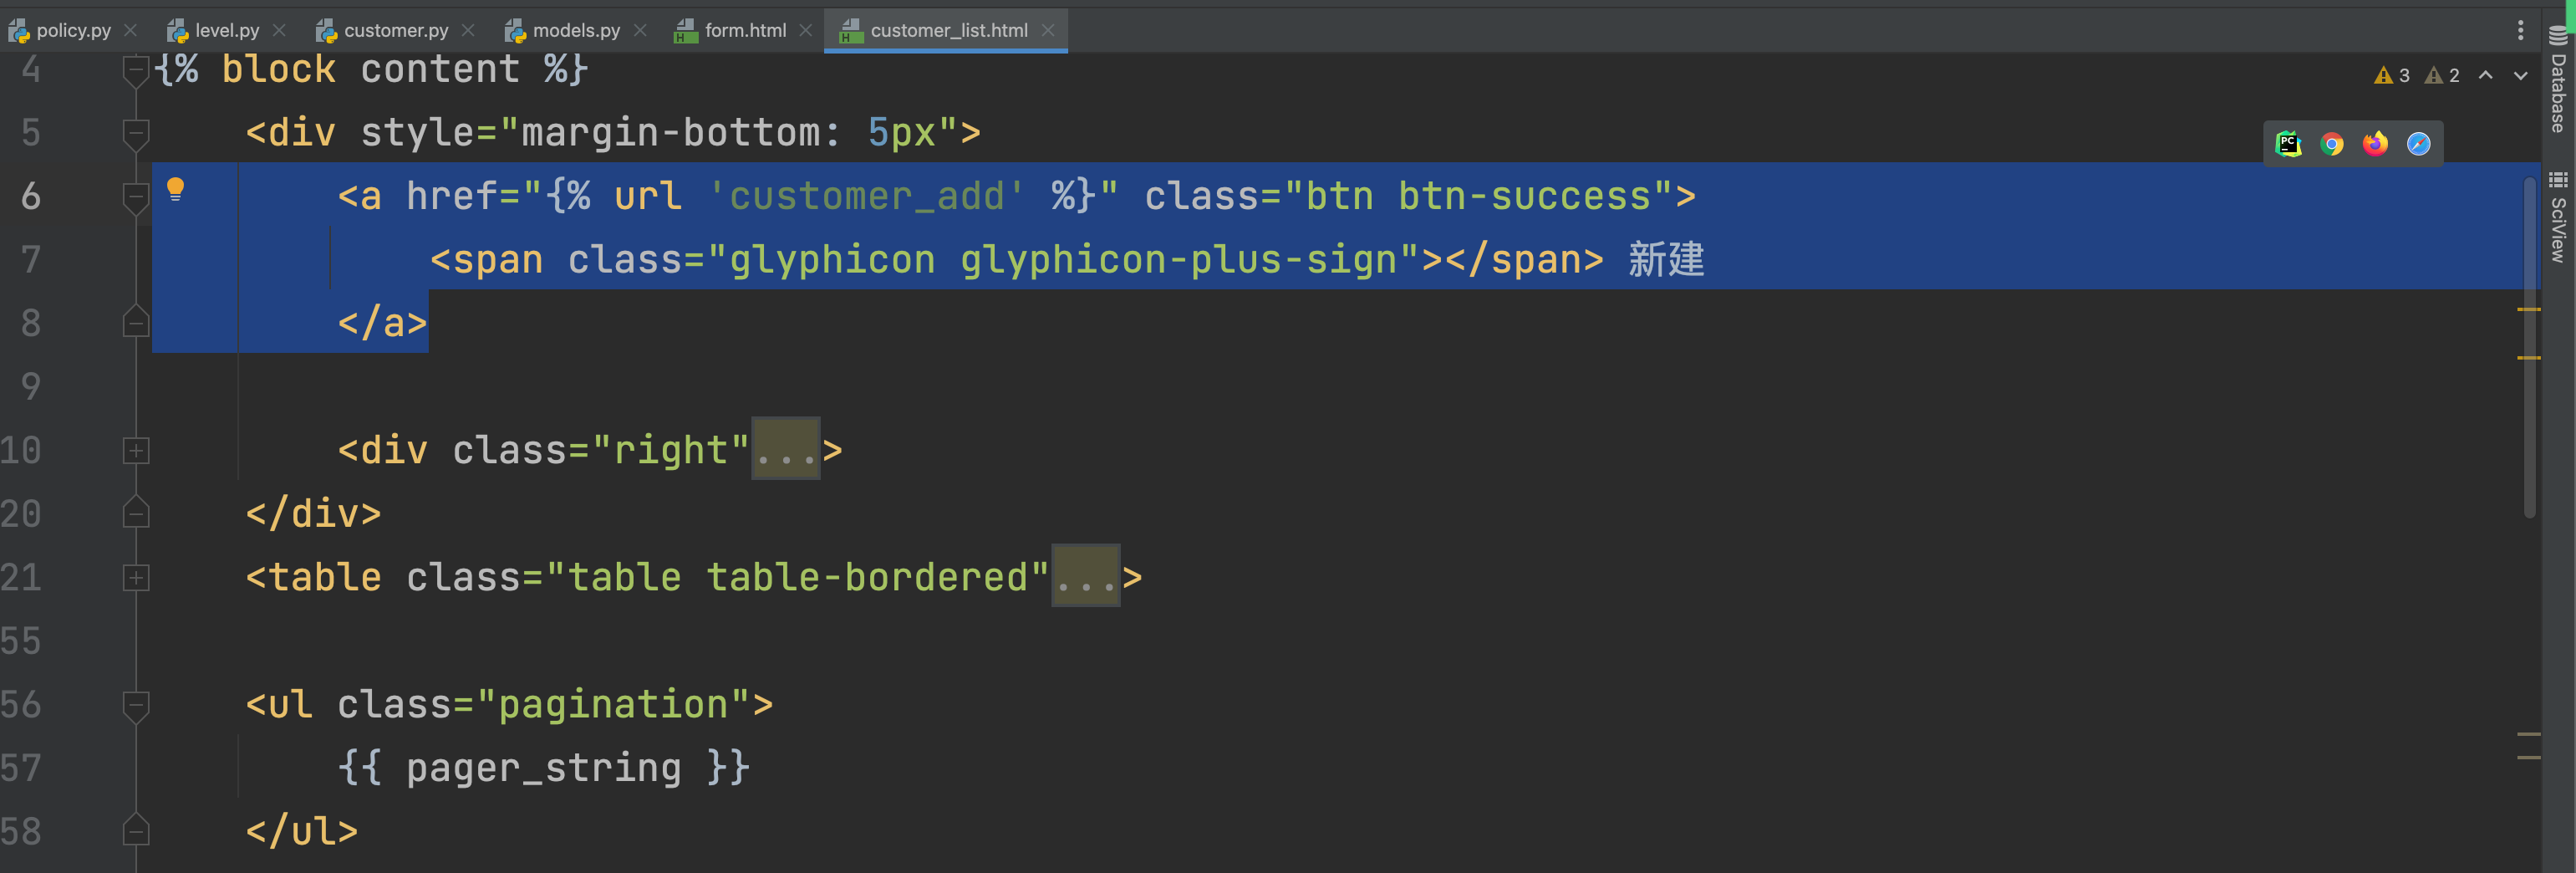 policy.py level.py customer.py models.py form.html customer_list.html
4 {% block content %}
3 2
5 <div style="margin-bottom: 5px">
6 <a href="{% url 'customer_add' %}" class="btn btn-success">
7 <span class="glyphicon glyphicon-plus-sign"></span> 新建
8 </a>
9
10 <div class="right"...>
20 </div>
21 <table class="table table-bordered"...>
55
56 <ul class="pagination">
57 {{ pager_string }}
58 </ul>
Database
SciView